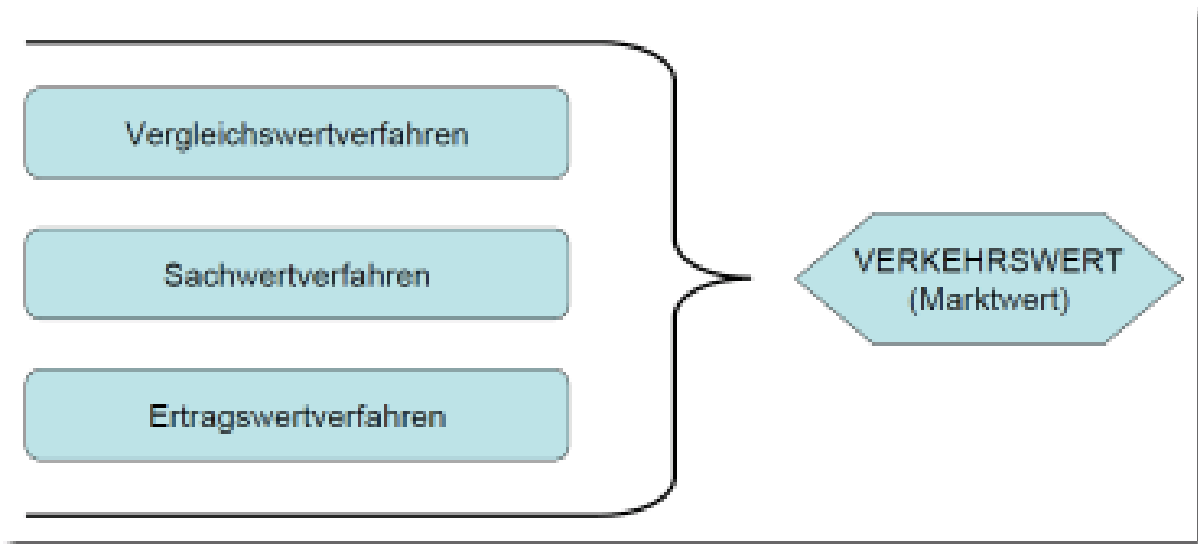 Vergleichswertverfahren
Sachwertverfahren
Ertragswertverfahren
VERKEHRSWERT
(Marktwert)